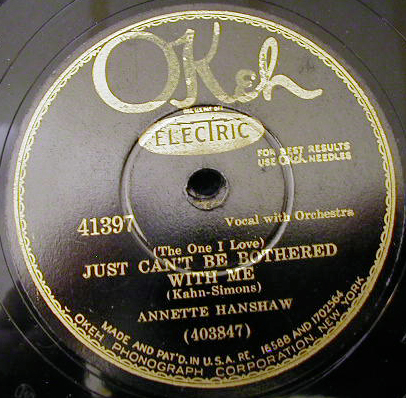 OKeh
ELECTRIC
FOR BEST RESULTS
USE OKeh NEEDLES
41397
Vocal with Orchestra
(The One I Love)
JUST CAN'T BE BOTHERED
WITH ME
(Kahn-Simons)
ANNETTE HANSHAW
(403847)
MADE AND PAT'D. IN U.S.A. RE. 16588 AND 1702564
OKEH PHONOGRAPH CORPORATION, NEW YORK